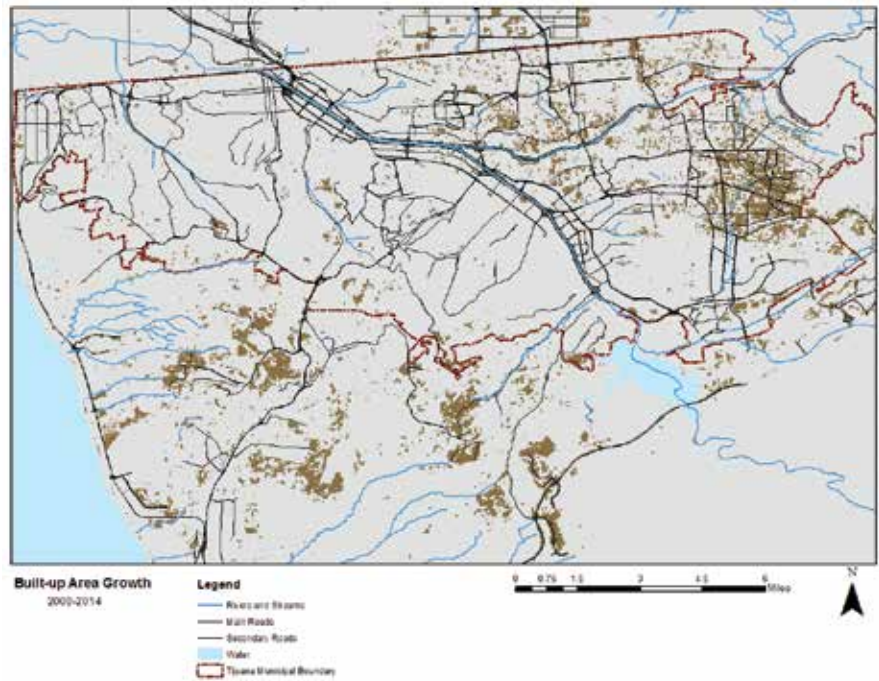 Built-up Area Growth
2000-2014
Legend
Rivers and Streams
Main Roads
Secondary Roads
Water
Tijuana Municipal Boundary
0 0.75 1.5 3 4.5 6
Miles
N